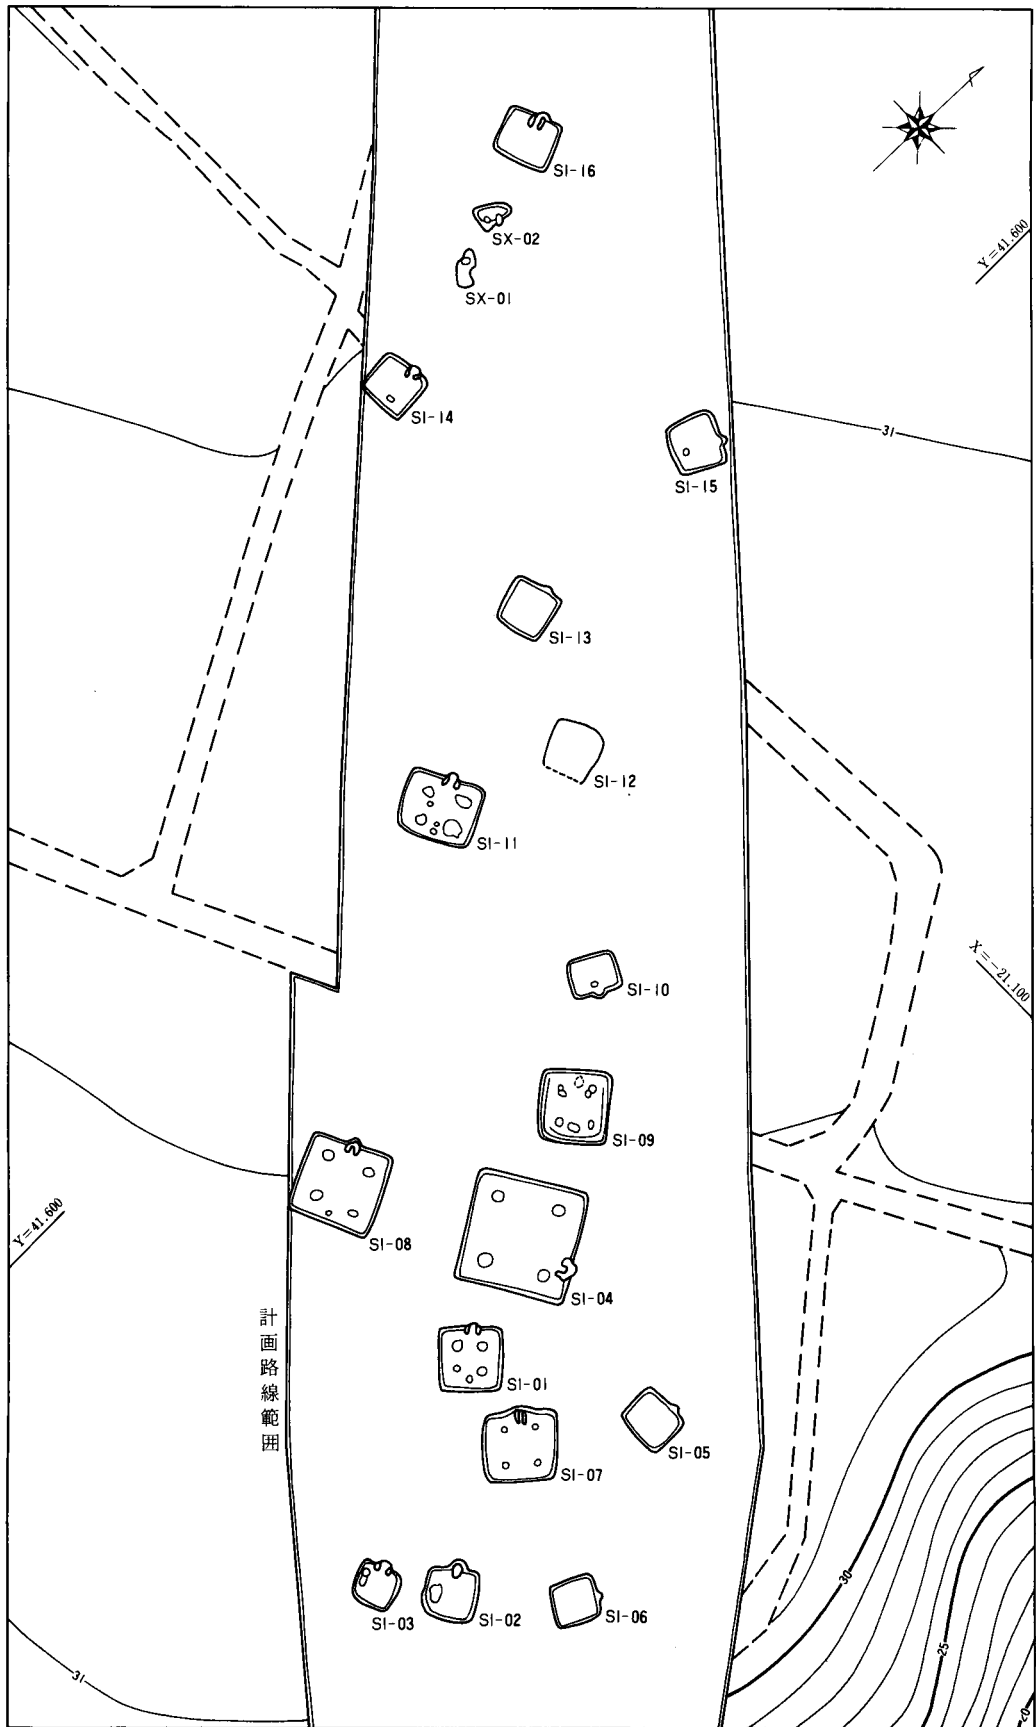 SI-16
SX-02
Y=41.600
SX-01
SI-14
31
SI-15
SI-13
SI-12
SI-11
X=-21.100
SI-10
SI-09
Y=41.600
SI-08
SI-04
計画路線範囲
SI-01
SI-05
SI-07
30
SI-03
SI-02
SI-06
25
31
20